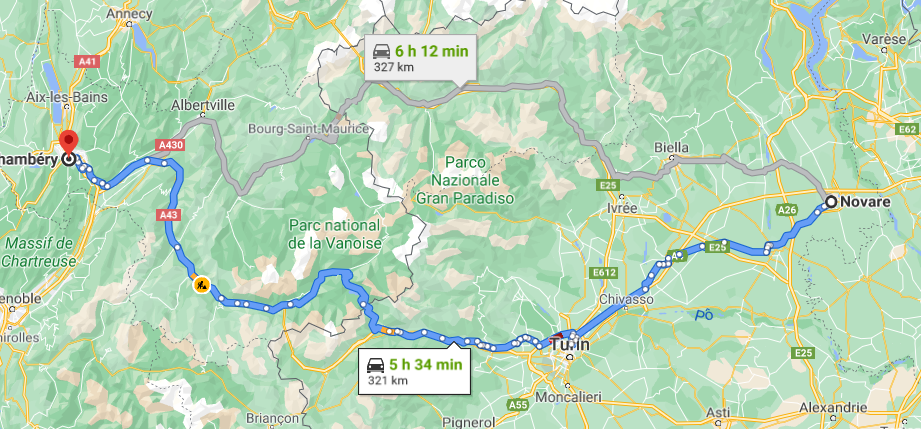 Annecy
Varèse
6 h 12 min
327 km
A41
Aix-les-Bains
Albertville
Bourg-Saint-Maurice
E62
A430
Biella
hambéry
Parco
Nazionale
Gran Paradiso
E25
Ivrée
Novare
A26
A43
Parc national
de la Vanoise
E25
Massif de
Chartreuse
E612
Chivasso
enoble
Pô
hirolles
Turin
E25
5 h 34 min
321 km
Moncalieri
A55
Briançon
Pignerol
Asti
Alexandrie